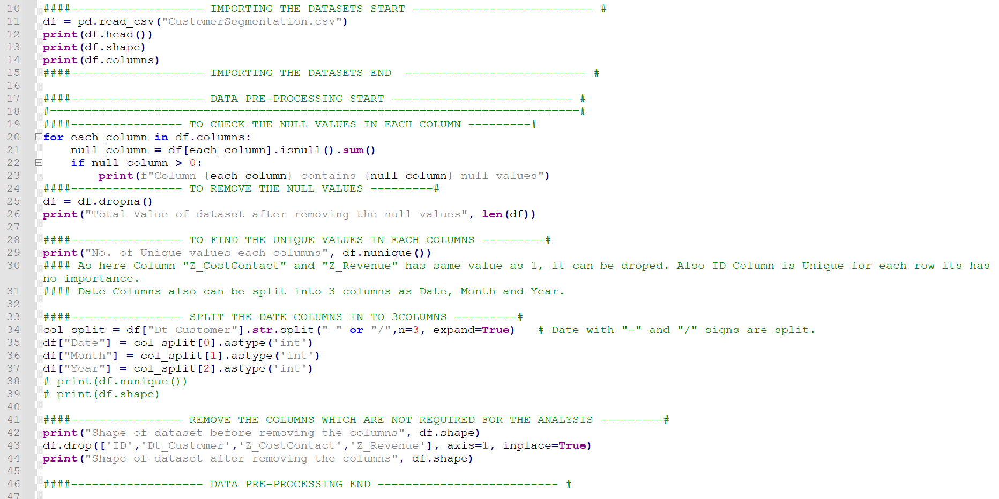 10 ####------------------- IMPORTING THE DATASETS START -------------------------- #
11 df = pd.read_csv("CustomerSegmentation.csv")
12 print(df.head())
13 print(df.shape)
14 print(df.columns)
15 ####------------------- IMPORTING THE DATASETS END  -------------------------- #
16
17 ####------------------- DATA PRE-PROCESSING START -------------------------- #
18 #============================================================================#
19 ####---------------- TO CHECK THE NULL VALUES IN EACH COLUMN ---------#
20 for each_column in df.columns:
21     null_column = df[each_column].isnull().sum()
22     if null_column > 0:
23         print(f"Column {each_column} contains {null_column} null values")
24 ####---------------- TO REMOVE THE NULL VALUES ---------#
25 df = df.dropna()
26 print("Total Value of dataset after removing the null values", len(df))
27
28 ####---------------- TO FIND THE UNIQUE VALUES IN EACH COLUMNS ---------#
29 print("No. of Unique values each columns", df.nunique())
30 #### As here Column "Z_CostContact" and "Z_Revenue" has same value as 1, it can be droped. Also ID Column is Unique for each row its has
no importance.
31 #### Date Columns also can be split into 3 columns as Date, Month and Year.
32
33 ####---------------- SPLIT THE DATE COLUMNS IN TO 3COLUMNS ---------#
34 col_split = df["Dt_Customer"].str.split("-" or "/",n=3, expand=True)   # Date with "-" and "/" signs are split.
35 df["Date"] = col_split[0].astype('int')
36 df["Month"] = col_split[1].astype('int')
37 df["Year"] = col_split[2].astype('int')
38 # print(df.nunique())
39 # print(df.shape)
40
41 ####---------------- REMOVE THE COLUMNS WHICH ARE NOT REQUIRED FOR THE ANALYSIS ---------#
42 print("Shape of dataset before removing the columns", df.shape)
43 df.drop(['ID','Dt_Customer','Z_CostContact','Z_Revenue'], axis=1, inplace=True)
44 print("Shape of dataset after removing the columns", df.shape)
45
46 ####------------------- DATA PRE-PROCESSING END -------------------------- #
47